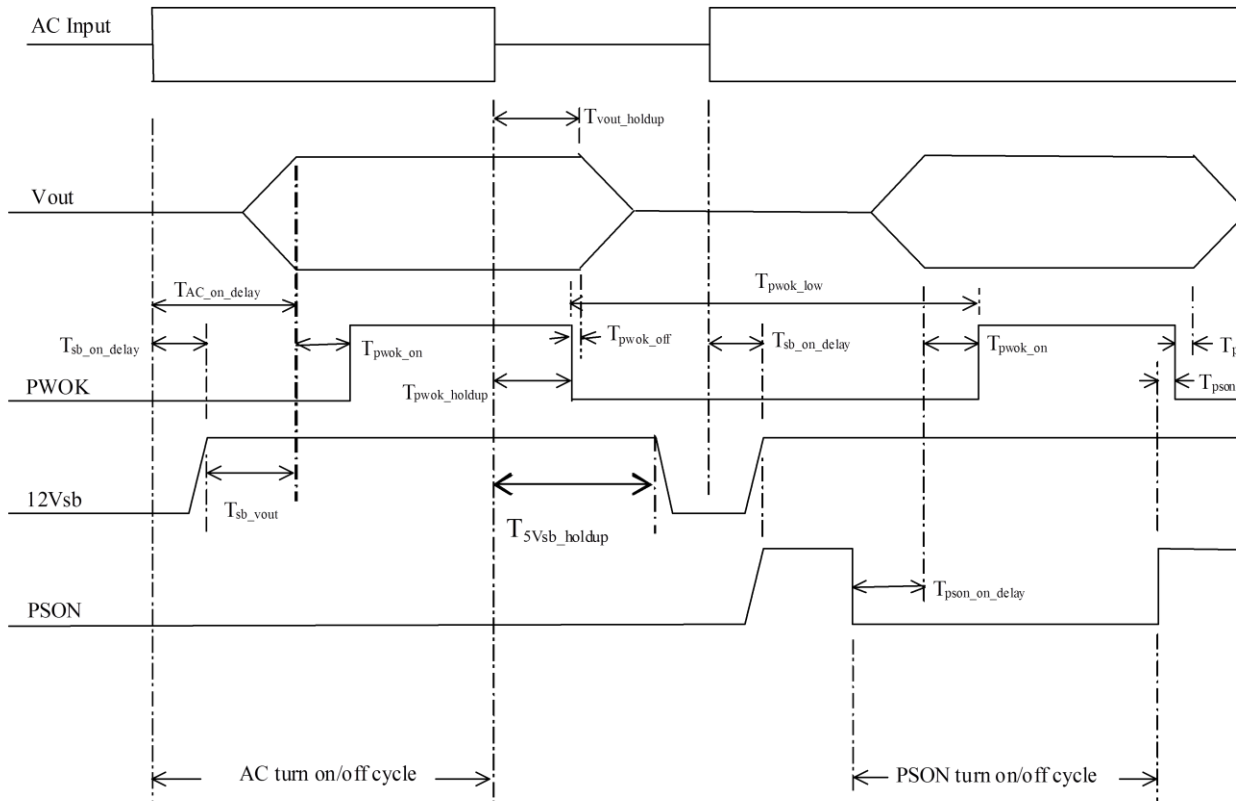 AC Input
Tvout_holdup
Vout
TAC_on_delay
Tpwok_low
Tsb_on_delay
Tpwok_on
Tpwok_off
Tsb_on_delay
Tpwok_on
Tp
PWOK
Tpwok_holdup
Tpson
12Vsb
Tsb_vout
T5Vsb_holdup
PSON
Tpson_on_delay
AC turn on/off cycle
PSON turn on/off cycle